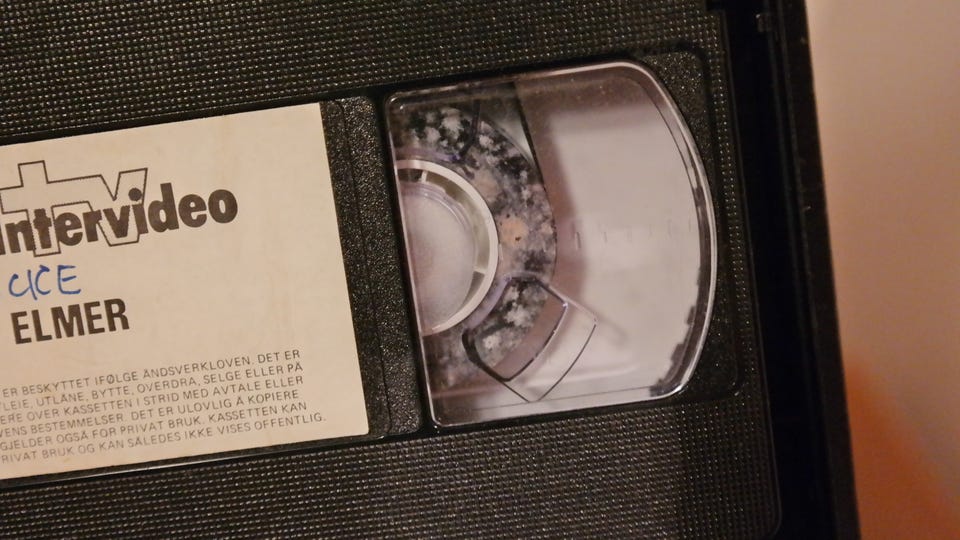 Intervideo
ELMER
ER BESKYTTET IFØLGE ÅNDSVERKLOVEN. DET ER
TLEIE, UTLÅNE, BYTTE, OVERDRA, SELGE ELLER PÅ
ERE OVER KASSETTEN I STRID MED AVTALE ELLER
VENS BESTEMMELSER. DET ER ULOVLIG Å KOPIERE
GJELDER OGSÅ FOR PRIVAT BRUK. KASSETTEN KAN
RIVAT BRUK OG KAN SÅLEDES IKKE VISES OFFENTLIG.